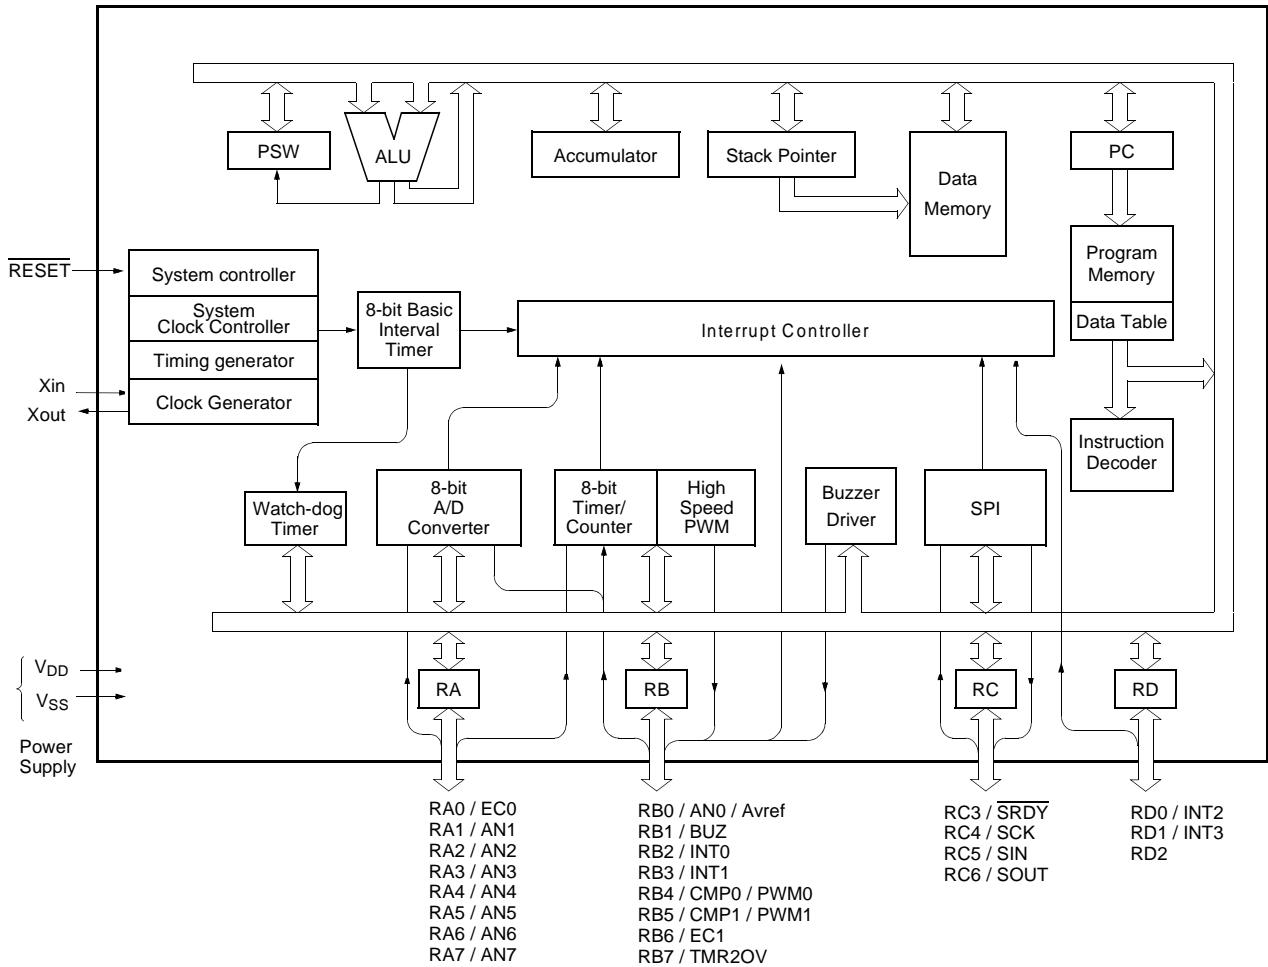 PSW
ALU
Accumulator
Stack Pointer
Data
Memory
PC
Program
Memory
Data Table
Instruction
Decoder
RESET
System controller
System
Clock Controller
Timing generator
Clock Generator
Xin
Xout
8-bit Basic
Interval
Timer
Interrupt Controller
Watch-dog
Timer
8-bit
A/D
Converter
8-bit
Timer/
Counter
High
Speed
PWM
Buzzer
Driver
SPI
VDD
VSS
Power
Supply
RA
RB
RC
RD
RA0 / EC0
RA1 / AN1
RA2 / AN2
RA3 / AN3
RA4 / AN4
RA5 / AN5
RA6 / AN6
RA7 / AN7
RB0 / AN0 / Avref
RB1 / BUZ
RB2 / INT0
RB3 / INT1
RB4 / CMP0 / PWM0
RB5 / CMP1 / PWM1
RB6 / EC1
RB7 / TMR2OV
RC3 / SRDY
RC4 / SCK
RC5 / SIN
RC6 / SOUT
RD0 / INT2
RD1 / INT3
RD2